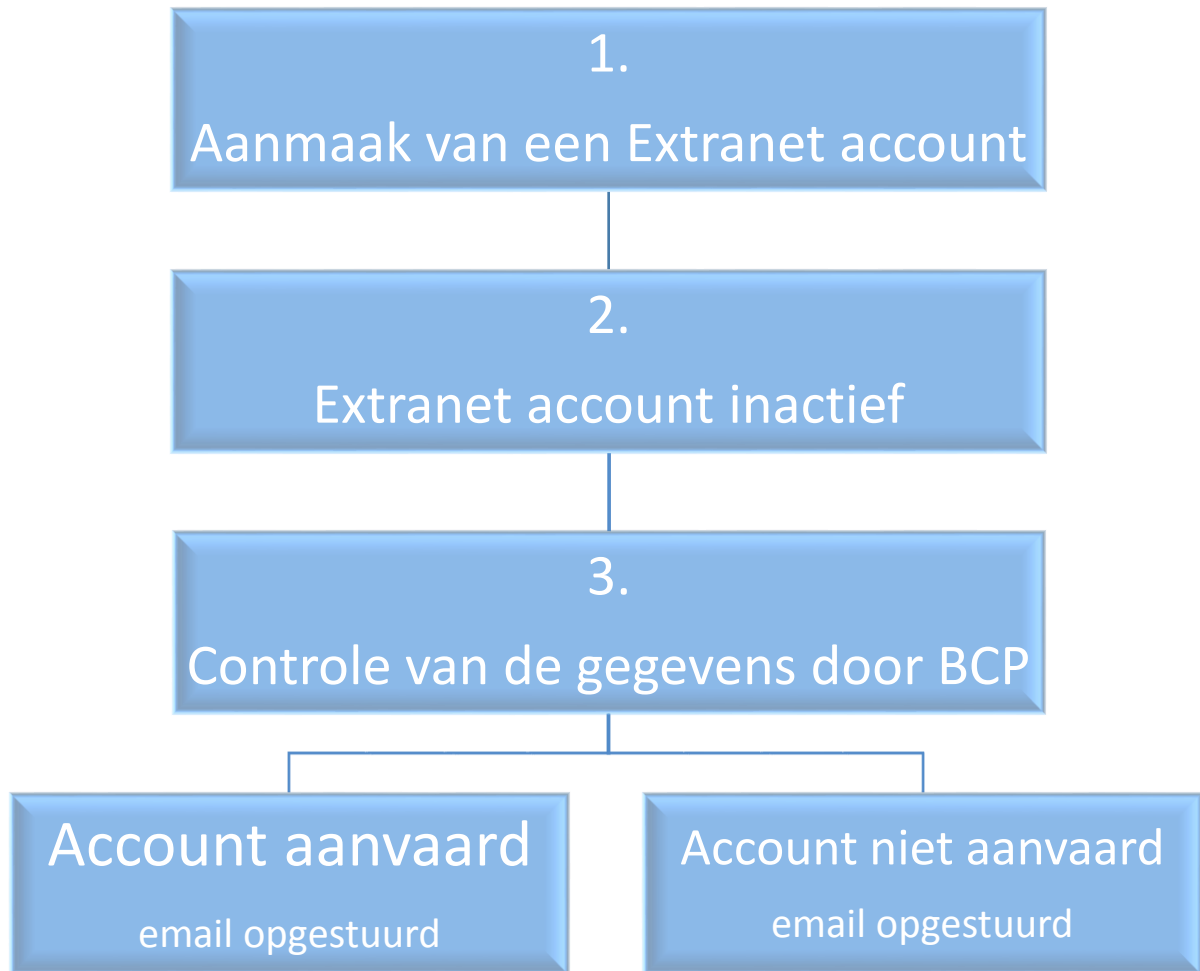 1.
Aanmaak van een Extranet account
2.
Extranet account inactief
3.
Controle van de gegevens door BCP
Account aanvaard
email opgestuurd
Account niet aanvaard
email opgestuurd